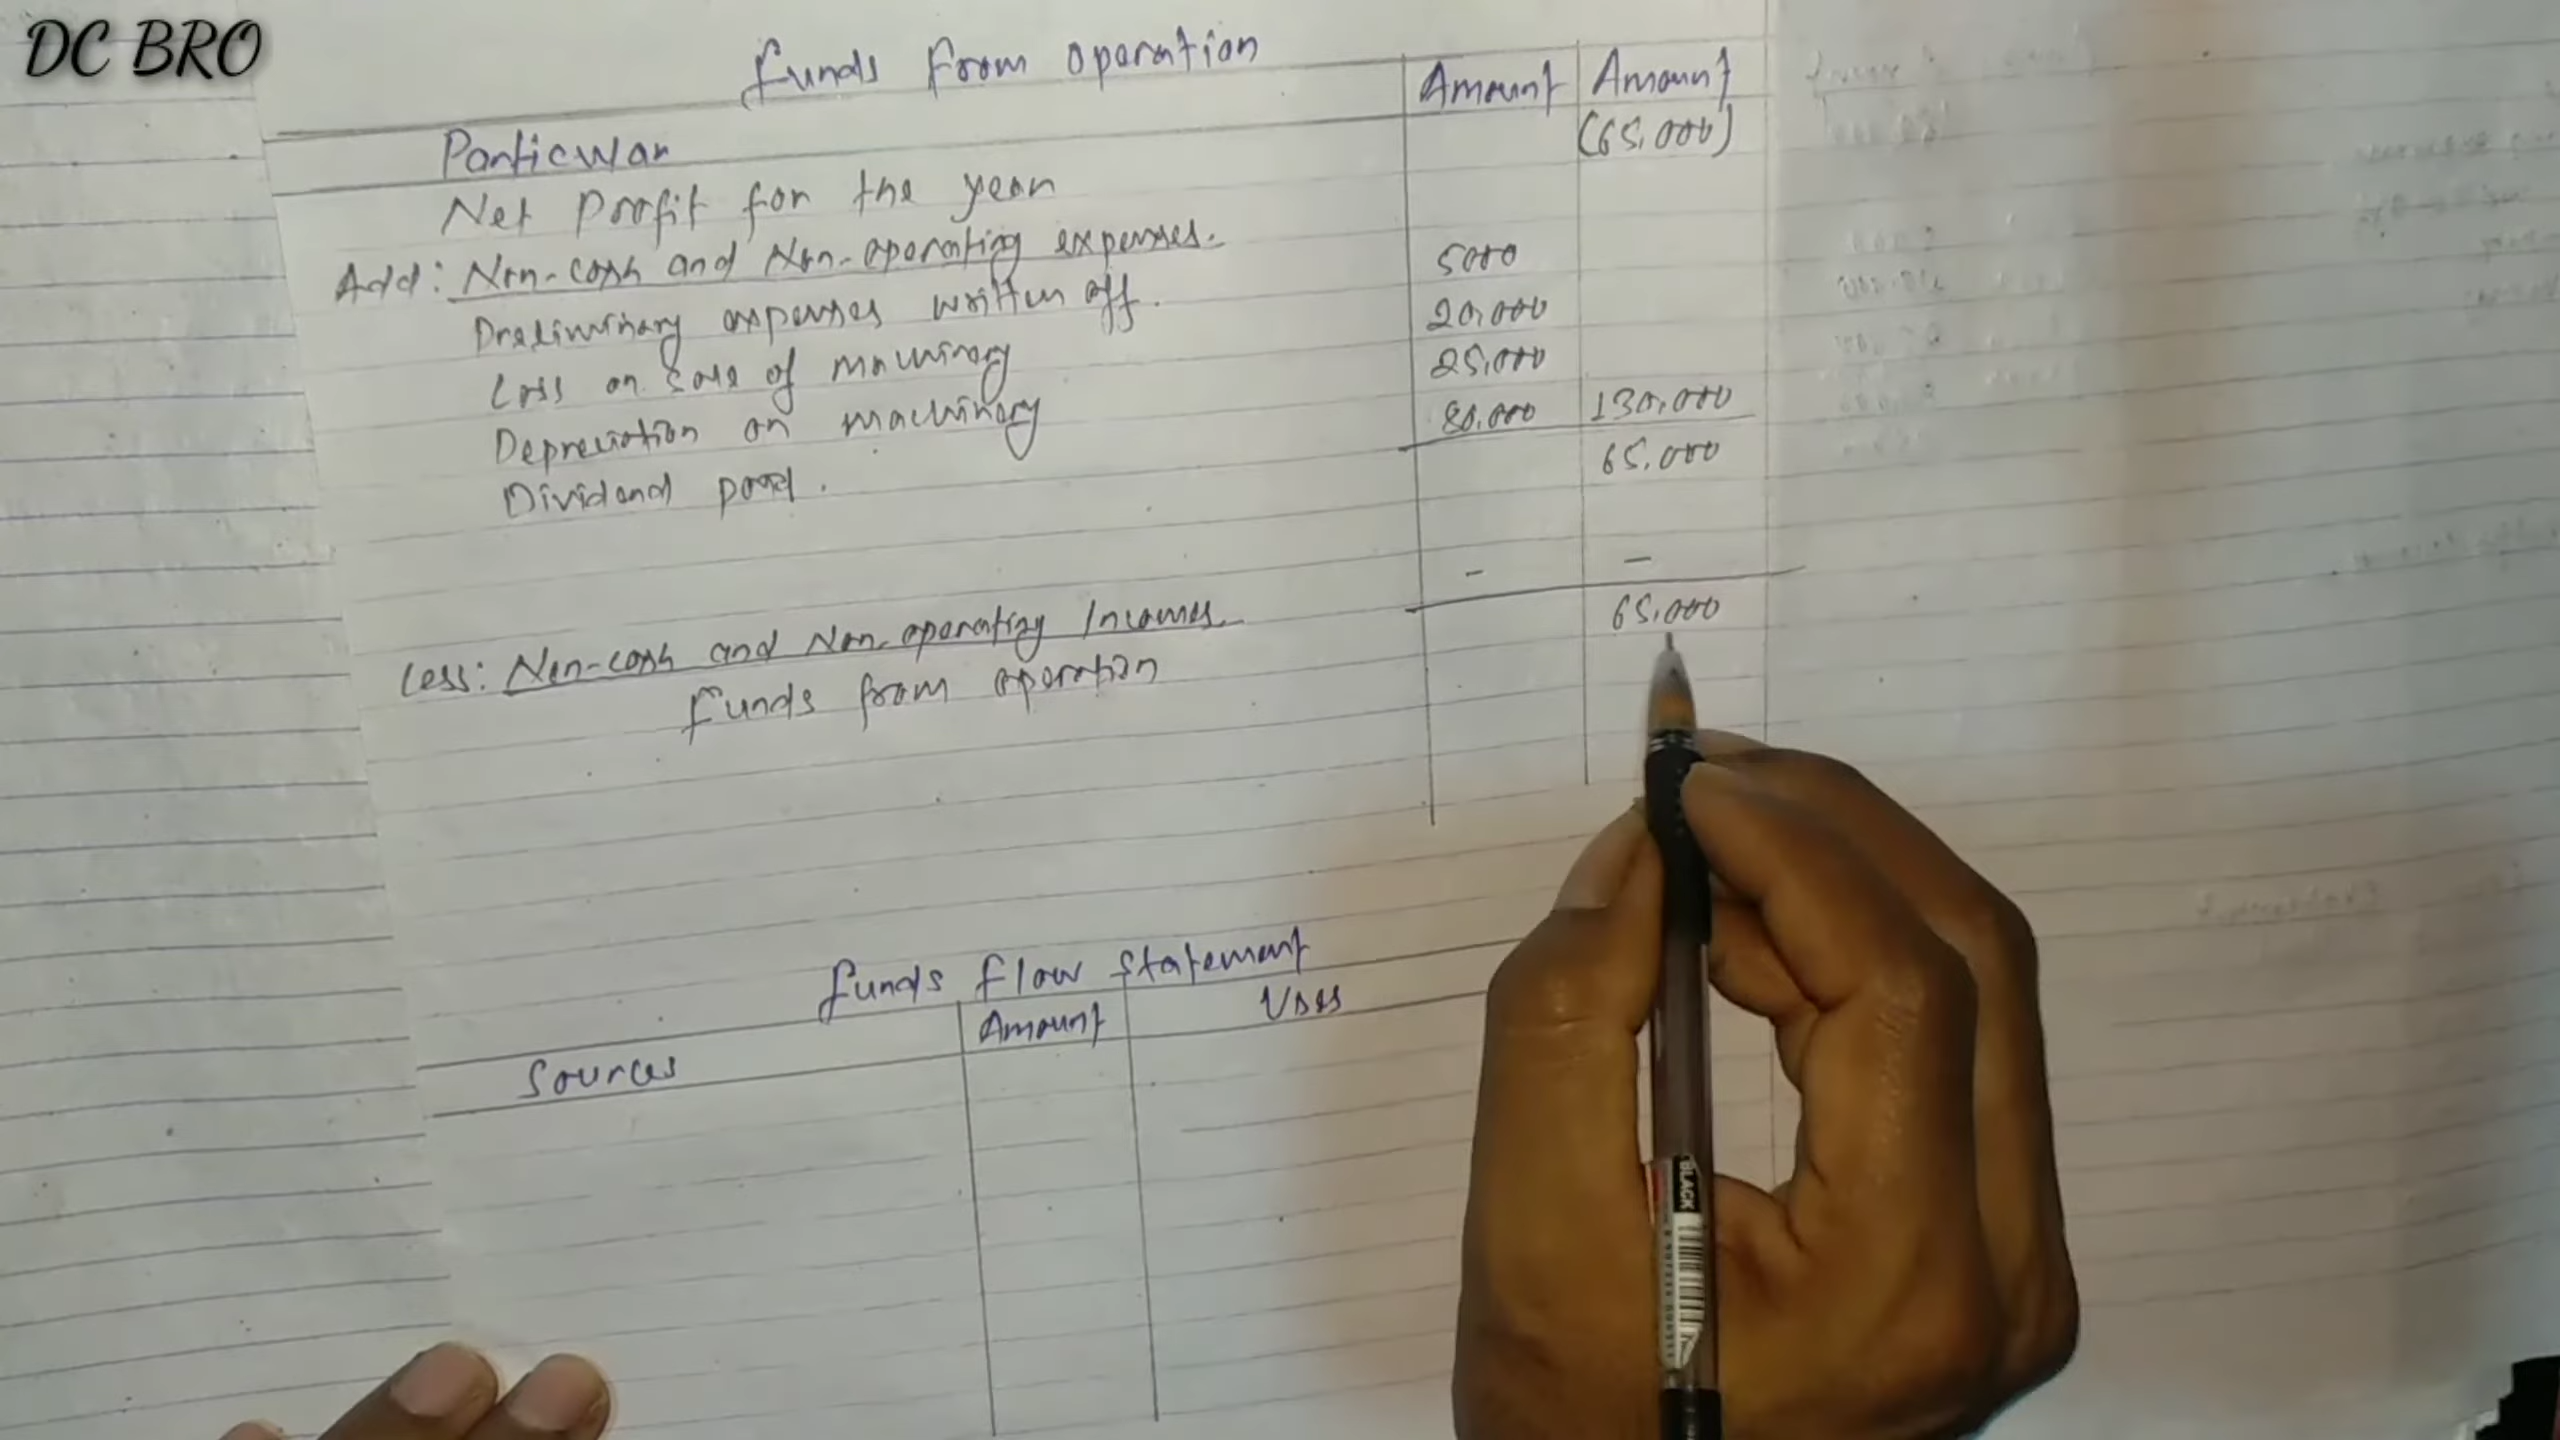 DC BRO
Funds from operation
Particular Amount Amount
Net Profit for the year (65,000)
Add: Non-cash and Non-operating expenses.
Preliminary expenses written off. 5000
Loss on sale of machinary 20,000
Depreciation on machinary 25,000
Dividend paid. 80,000 130,000
65,000
Less: Non-cash and Non-operating Incomes - -
Funds from operation 65,000
Funds flow statement
Sources Amount Uses
BLACK